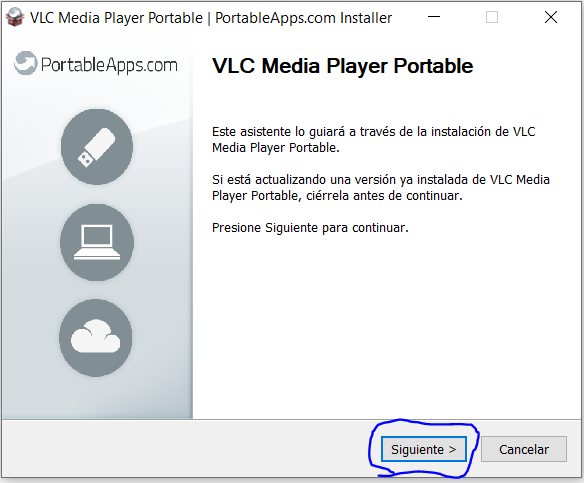 VLC Media Player Portable | PortableApps.com Installer
PortableApps.com
VLC Media Player Portable
Este asistente lo guiará a través de la instalación de VLC
Media Player Portable.
Si está actualizando una versión ya instalada de VLC Media
Player Portable, ciérrela antes de continuar.
Presione Siguiente para continuar.
Siguiente >
Cancelar